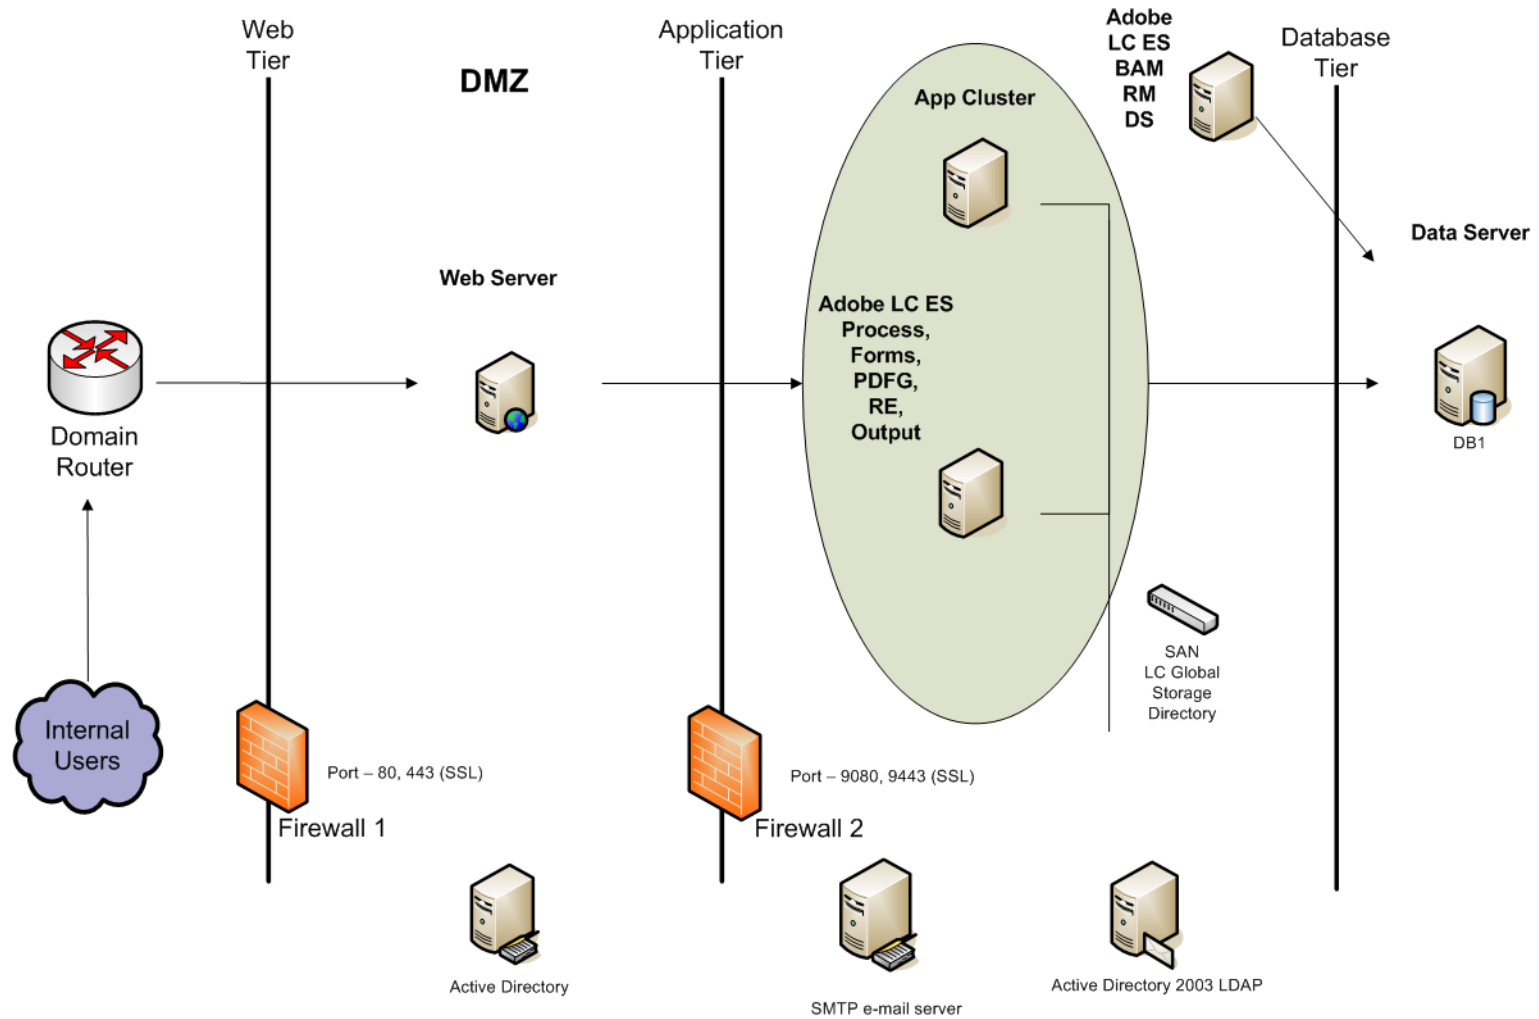 Web
Tier
DMZ
Application
Tier
Adobe
LC ES
BAM
RM
DS
Database
Tier
App Cluster
Data Server
Web Server
Adobe LC ES
Process,
Forms,
PDFG,
RE,
Output
Domain
Router
DB1
SAN
LC Global
Storage
Directory
Internal
Users
Port – 80, 443 (SSL)
Port – 9080, 9443 (SSL)
Firewall 1
Firewall 2
Active Directory
SMTP e-mail server
Active Directory 2003 LDAP